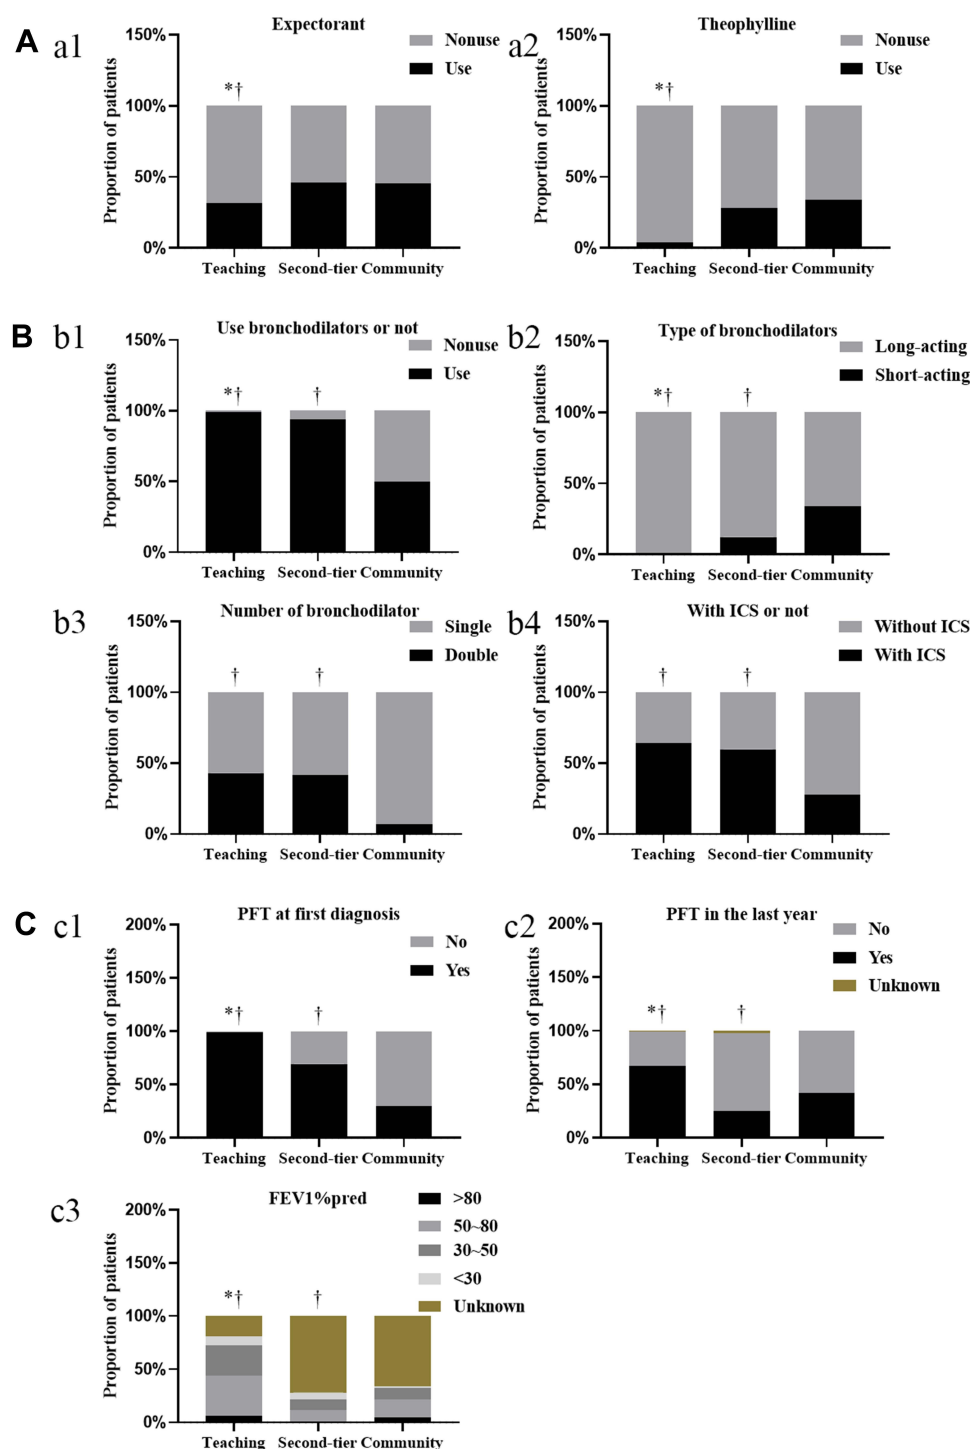 A
a1
Expectorant
150%
100%
50%
0%
Proportion of patients
Nonuse
Use
*†
Teaching Second-tier Community
a2
Theophylline
150%
100%
50%
0%
Proportion of patients
Nonuse
Use
*†
Teaching Second-tier Community
B
b1
Use bronchodilators or not
150%
100%
50%
0%
Proportion of patients
Nonuse
Use
*† †
Teaching Second-tier Community
b2
Type of bronchodilators
150%
100%
50%
0%
Proportion of patients
Long-acting
Short-acting
*† †
Teaching Second-tier Community
b3
Number of bronchodilator
150%
100%
50%
0%
Proportion of patients
Single
Double
† †
Teaching Second-tier Community
b4
With ICS or not
150%
100%
50%
0%
Proportion of patients
Without ICS
With ICS
† †
Teaching Second-tier Community
C
c1
PFT at first diagnosis
200%
150%
100%
50%
0%
Proportion of patients
No
Yes
*† †
Teaching Second-tier Community
c2
PFT in the last year
200%
150%
100%
50%
0%
Proportion of patients
No
Yes
Unknown
*† †
Teaching Second-tier Community
c3
FEV1%pred
200%
150%
100%
50%
0%
Proportion of patients
>80
50~80
30~50
<30
Unknown
*† †
Teaching Second-tier Community